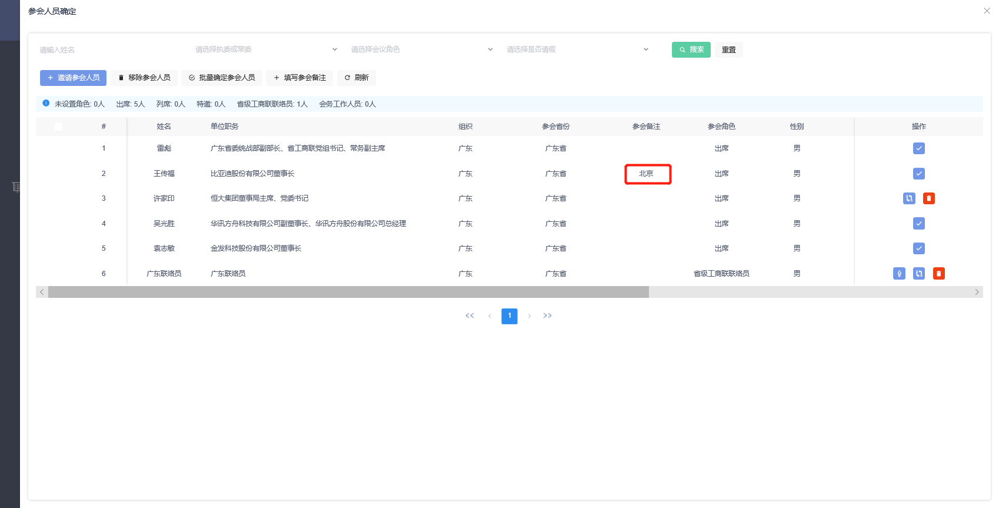 参会人员确定
请输入姓名 请选择执委或常委 请选择会议角色 请选择是否请假 搜索 重置
邀请参会人员 移除参会人员 批量确定参会人员 填写参会备注 刷新
未设置角色: 0人 出席: 5人 列席: 0人 特邀: 0人 省级工商联联络员: 1人 会务工作人员: 0人
# 姓名 单位职务 组织 参会省份 参会备注 参会角色 性别 操作
1 雷彪 广东省委统战部副部长、省工商联党组书记、常务副主席 广东 广东省 出席 男
2 王传福 比亚迪股份有限公司董事长 广东 广东省 北京 出席 男
3 许家印 恒大集团董事局主席、党委书记 广东 广东省 出席 男
4 吴光胜 华讯方舟科技有限公司副董事长、华讯方舟股份有限公司总经理 广东 广东省 出席 男
5 袁志敏 金发科技股份有限公司董事长 广东 广东省 出席 男
6 广东联络员 广东联络员 广东 广东省 省级工商联联络员 男
<< < 1 > >>